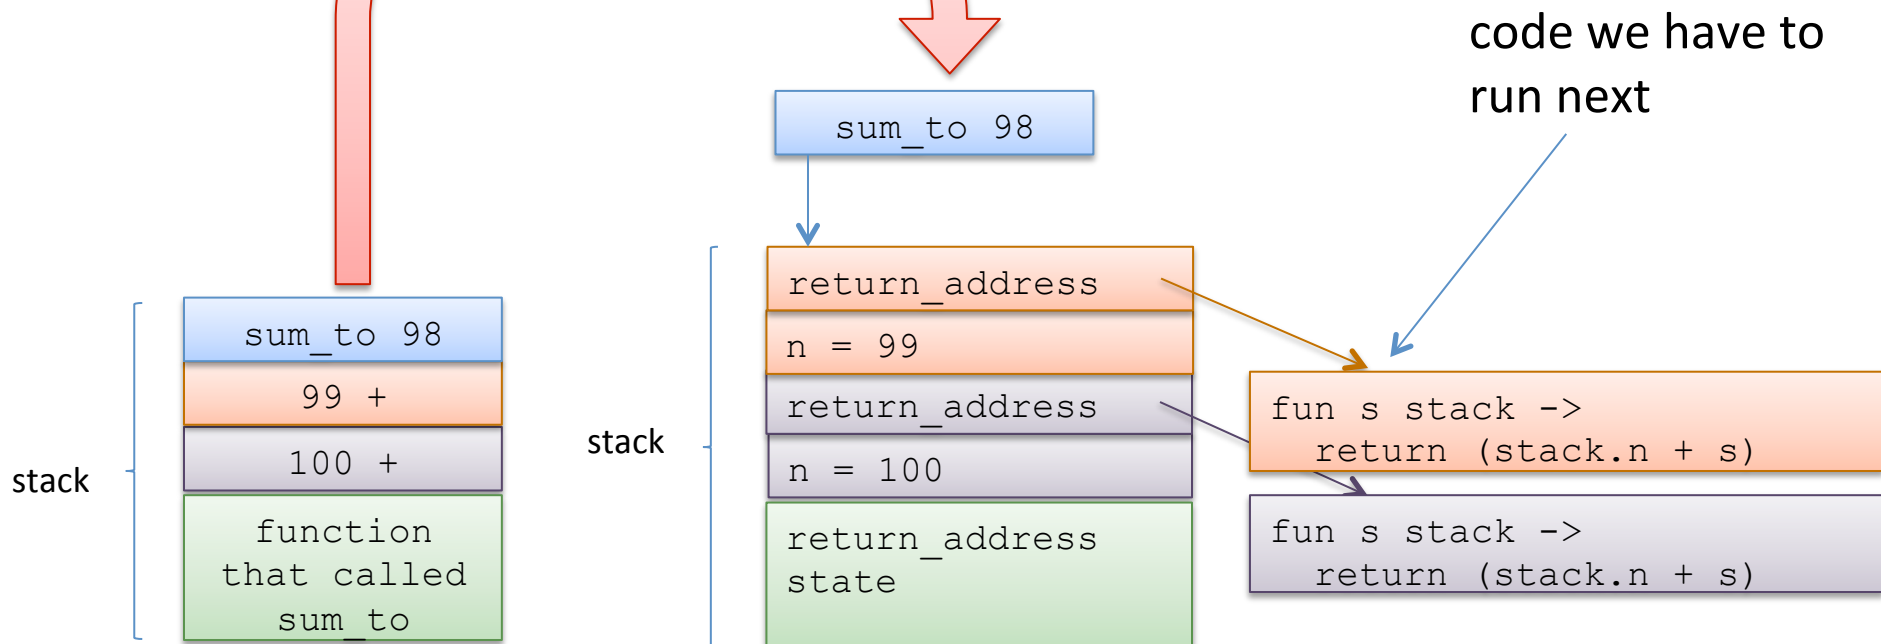 code we have to
run next
sum_to 98
stack
sum_to 98
99 +
100 +
function
that called
sum_to
stack
return_address
n = 99
return_address
n = 100
return_address
state
fun s stack ->
  return (stack.n + s)
fun s stack ->
  return (stack.n + s)